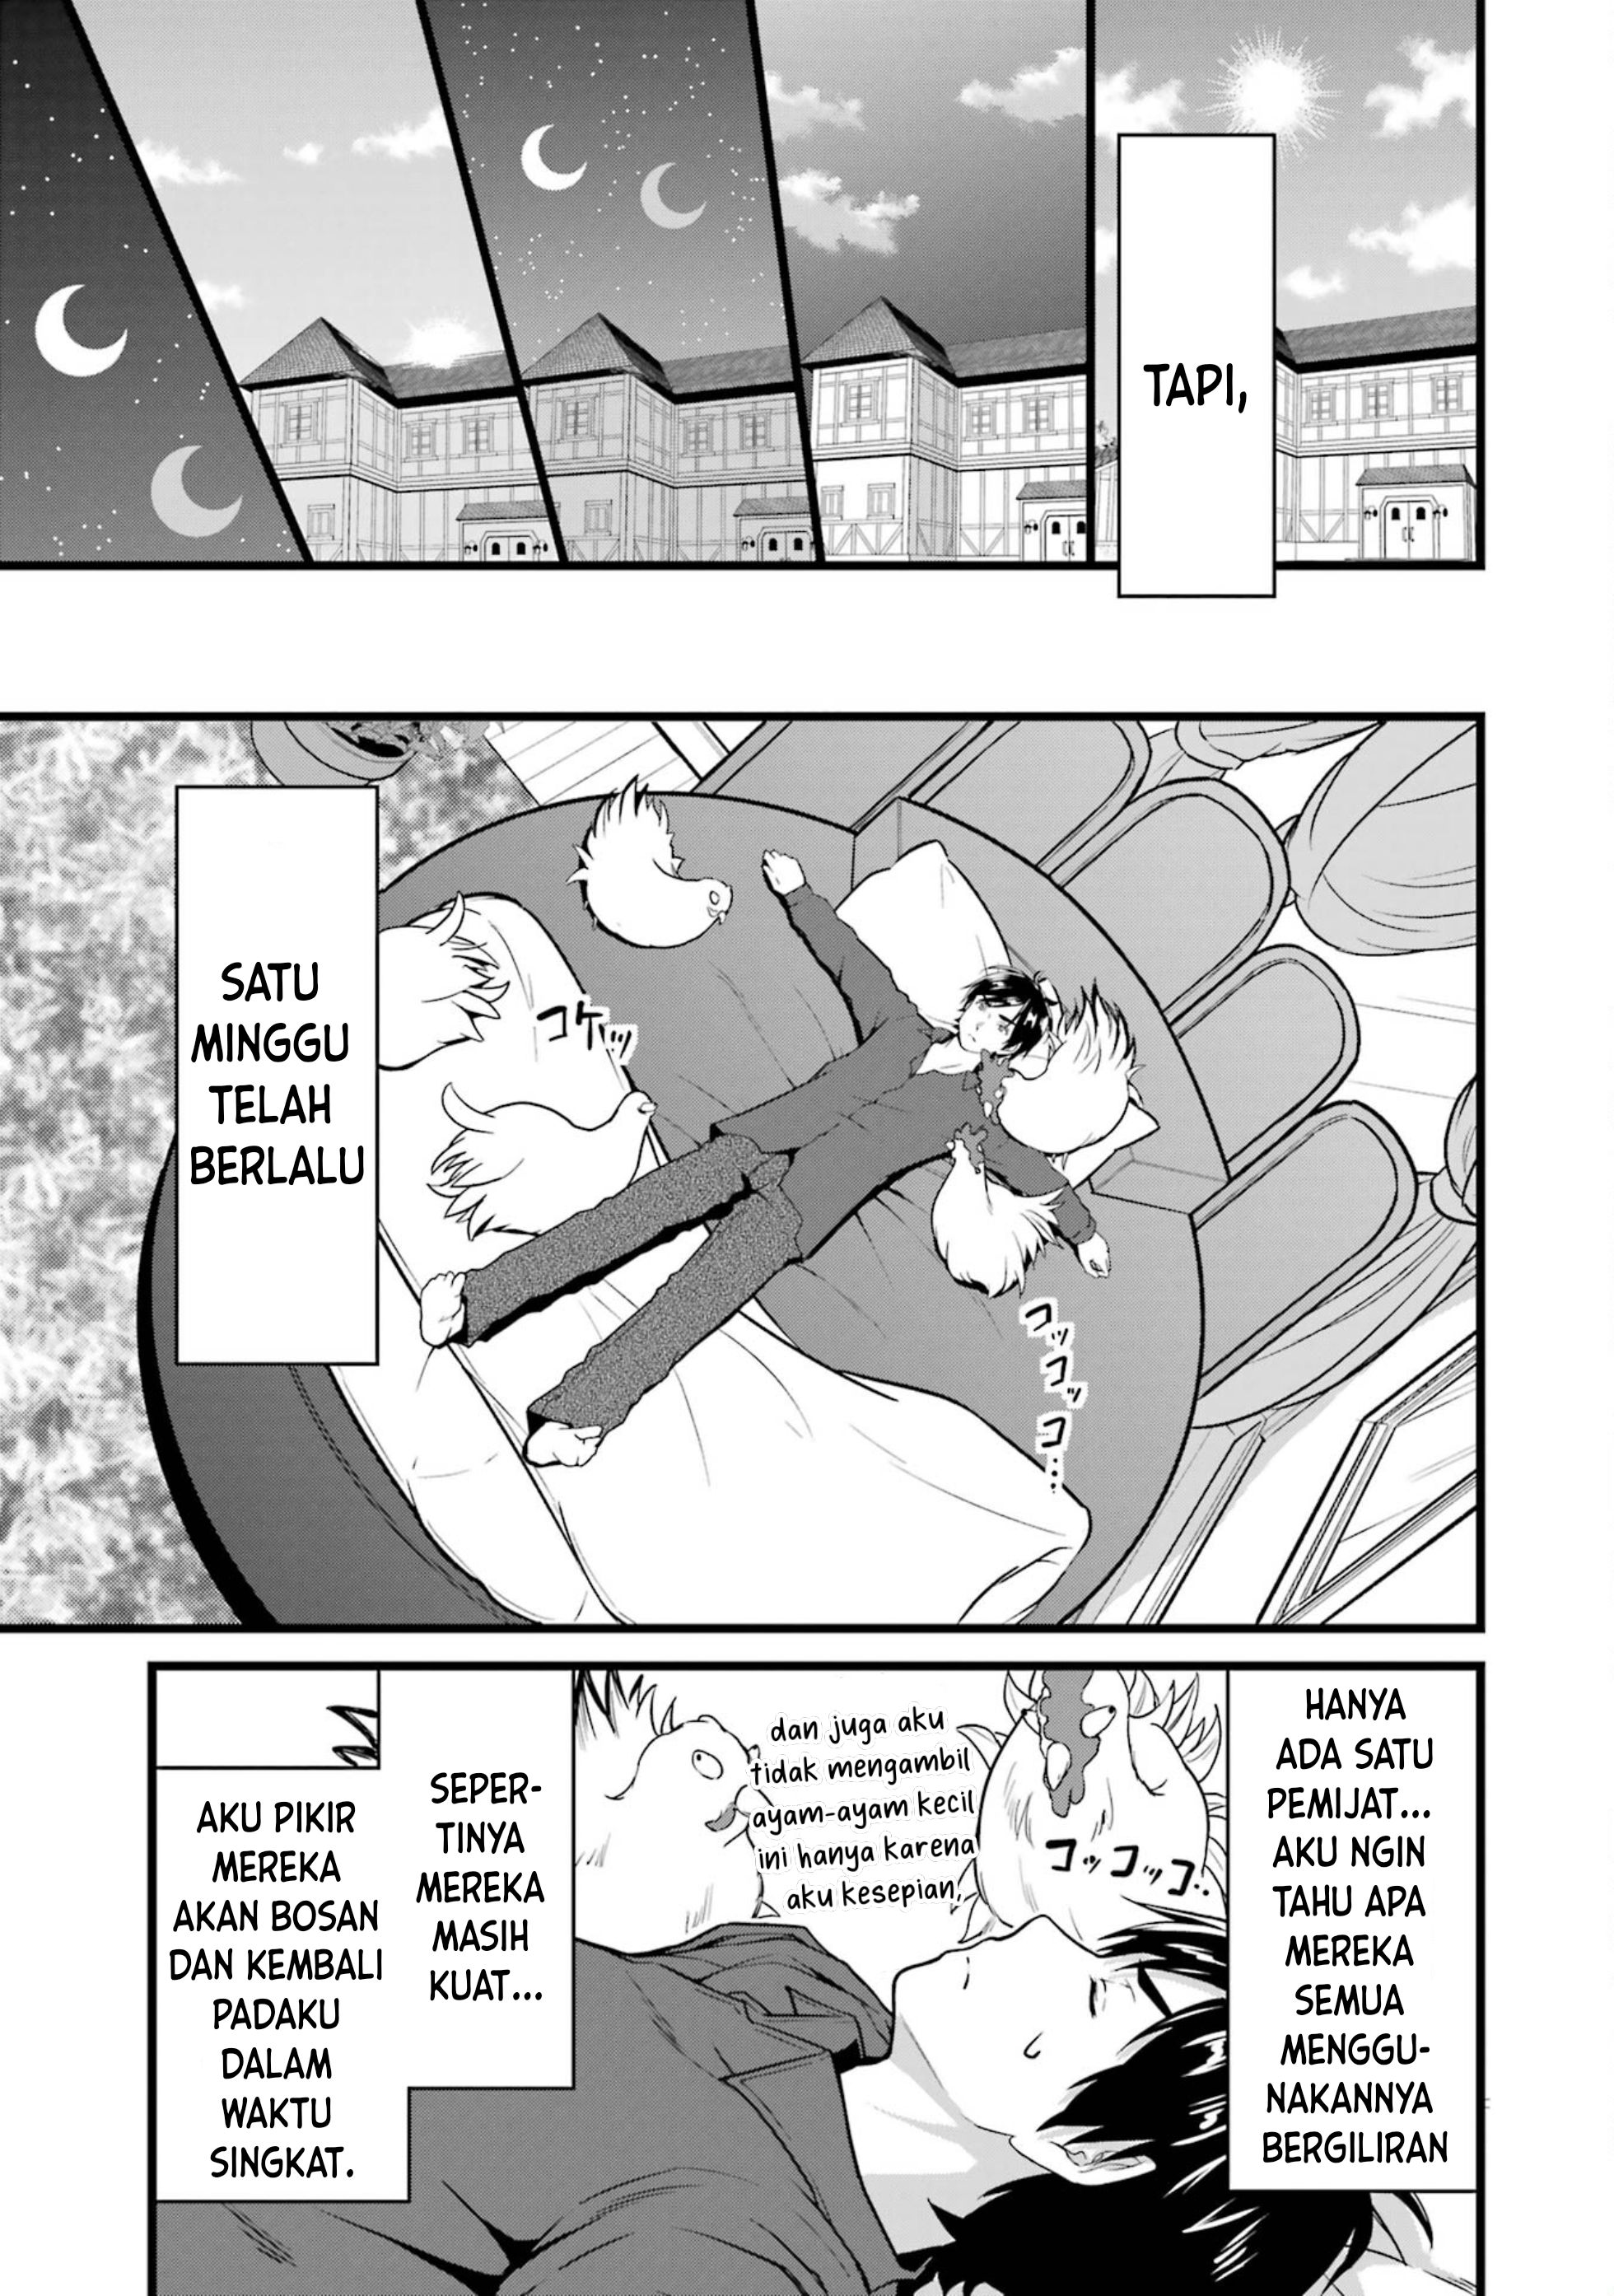 TAPI,
SATU
MINGGU
TELAH
BERLALU
コケ…ッ
コッ
コッ
コ…
HANYA
ADA SATU
PEMIJAT...
AKU NGIN
TAHU APA
MEREKA
SEMUA
MENGGU-
NAKANNYA
BERGILIRAN
コッコッコ..
dan juga aku
tidak mengambil
ayam-ayam kecil
ini hanya karena
aku kesepian,
SEPER-
TINYA
MEREKA
MASIH
KUAT...
AKU PIKIR
MEREKA
AKAN BOSAN
DAN KEMBALI
PADAKU
DALAM
WAKTU
SINGKAT.